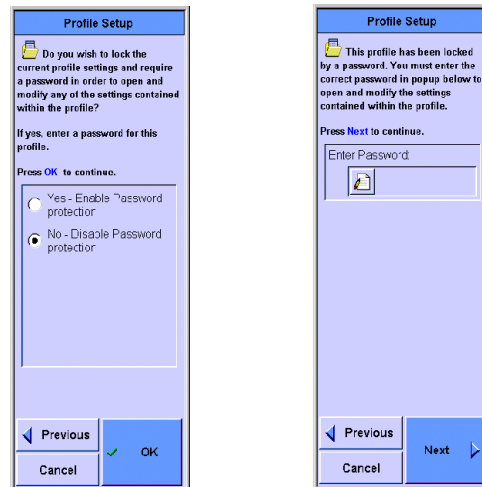 Profile Setup
Do you wish to lock the
current profile settings and require
a password in order to open and
modify any of the settings contained
within the profile?
If yes, enter a password for this
profile.
Press OK to continue.
Yes - Enable Password
protection
No - Disable Password
protection
Previous
OK
Cancel
Profile Setup
This profile has been locked
by a password. You must enter the
correct password in popup below to
open and modify the settings
contained within the profile.
Press Next to continue.
Enter Password:
Previous
Next
Cancel